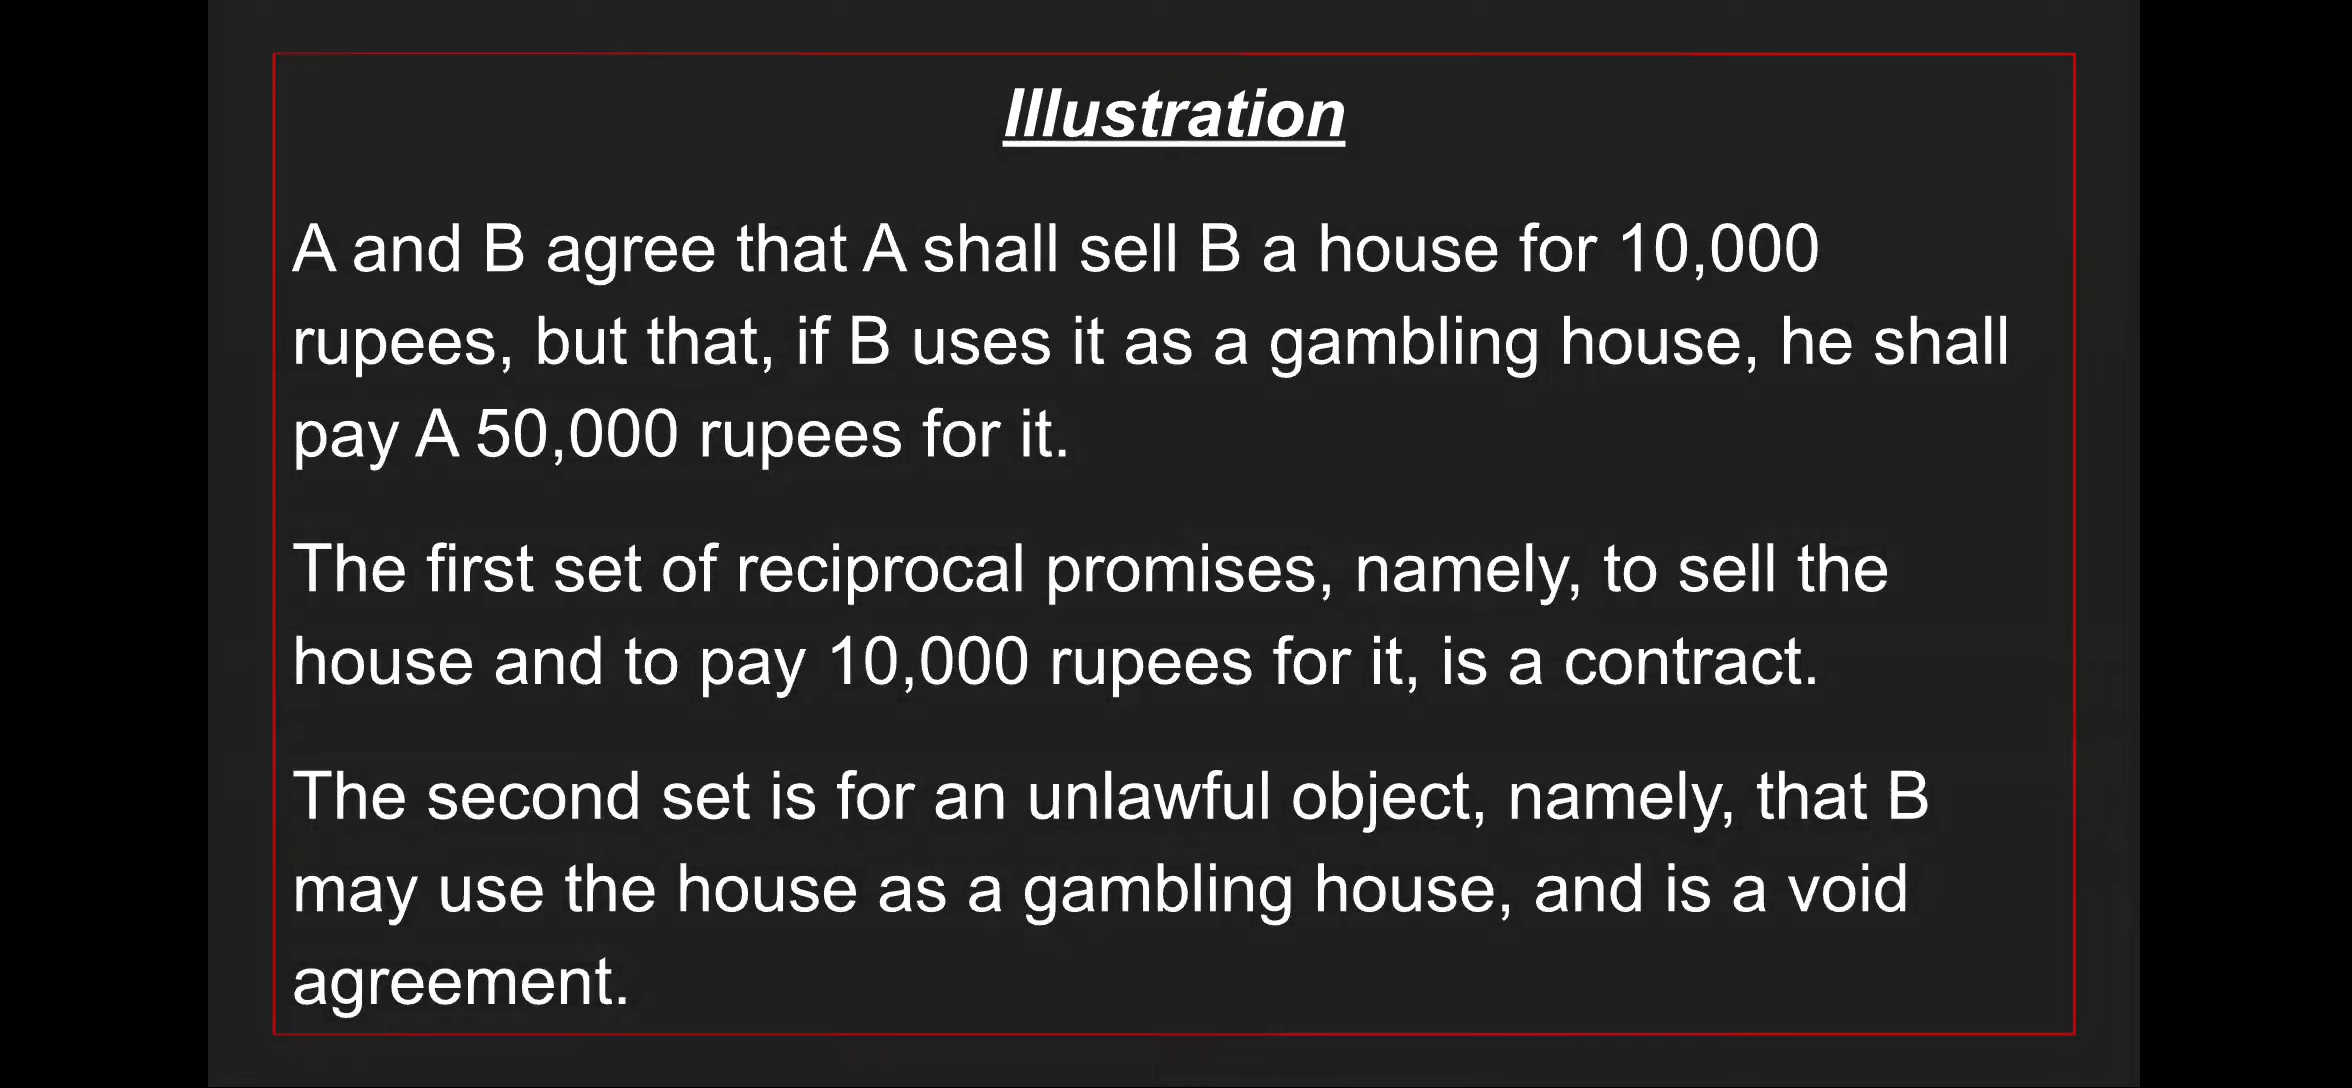 Illustration
A and B agree that A shall sell B a house for 10,000
rupees, but that, if B uses it as a gambling house, he shall
pay A 50,000 rupees for it.
The first set of reciprocal promises, namely, to sell the
house and to pay 10,000 rupees for it, is a contract.
The second set is for an unlawful object, namely, that B
may use the house as a gambling house, and is a void
agreement.